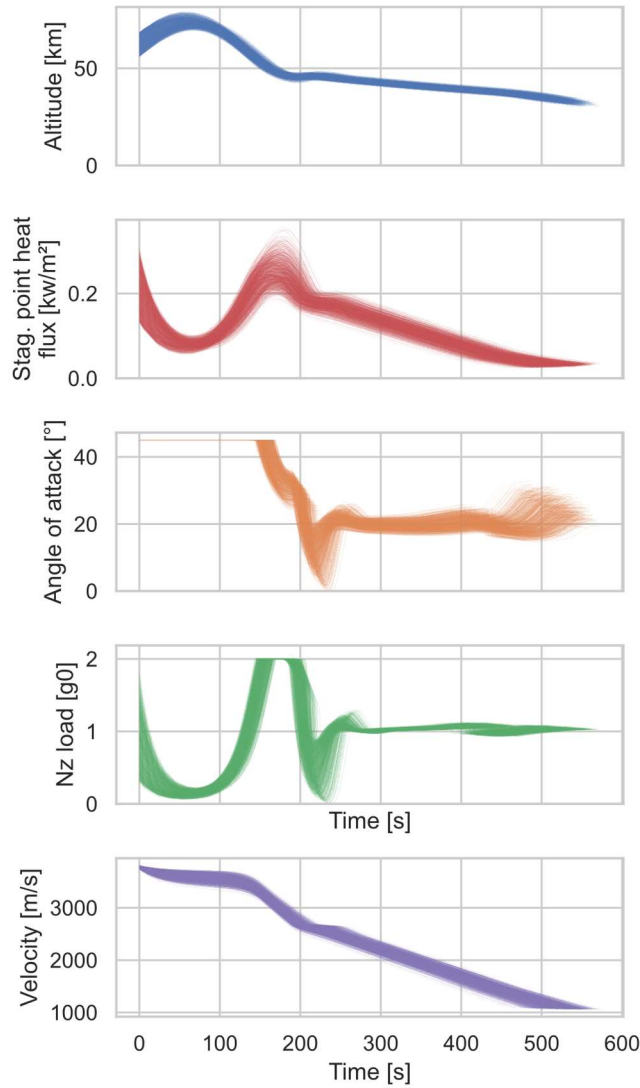 Altitude [km]
50
0
Stag. point heat
flux [kw/m²]
0.2
0.0
Angle of attack [°]
40
20
0
Nz load [g0]
2
1
0
Time [s]
Velocity [m/s]
3000
2000
1000
0 100 200 300 400 500 600
Time [s]